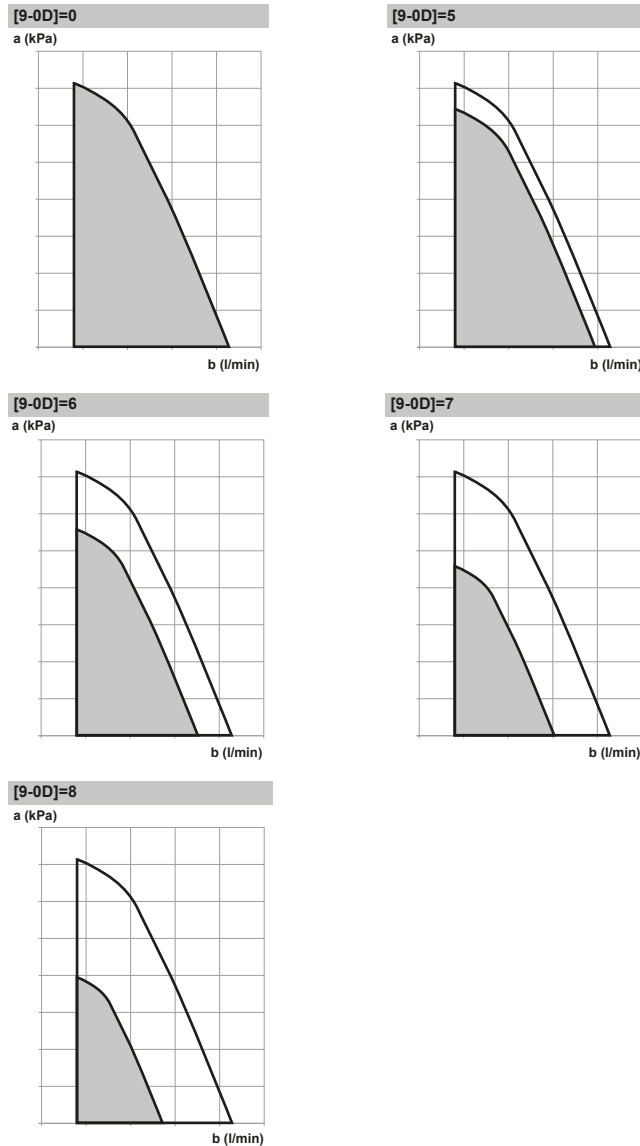 [9-0D]=0
a (kPa)
b (l/min)
[9-0D]=5
a (kPa)
b (l/min)
[9-0D]=6
a (kPa)
b (l/min)
[9-0D]=7
a (kPa)
b (l/min)
[9-0D]=8
a (kPa)
b (l/min)